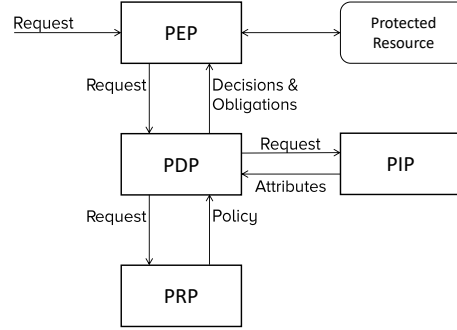 Request
PEP
Protected
Resource
Request
Decisions &
Obligations
PDP
Request
Attributes
PIP
Request
Policy
PRP